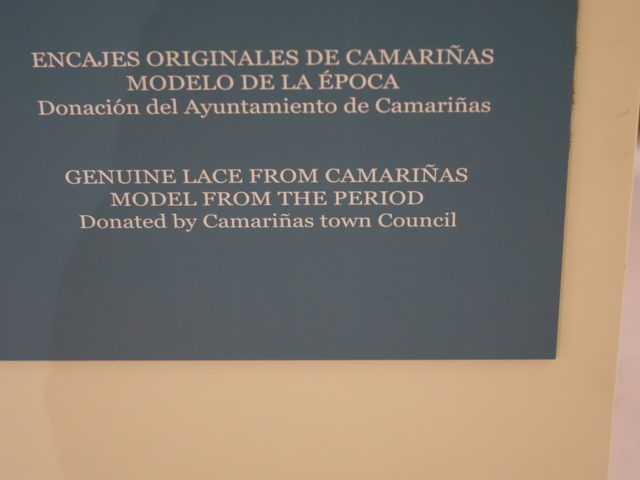 ENCAJES ORIGINALES DE CAMARIÑAS
MODELO DE LA ÉPOCA
Donación del Ayuntamiento de Camariñas
GENUINE LACE FROM CAMARIÑAS
MODEL FROM THE PERIOD
Donated by Camariñas town Council